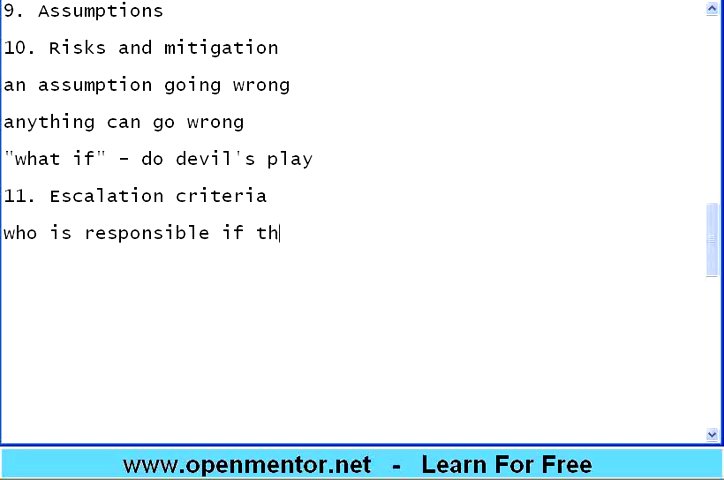 9. Assumptions
10. Risks and mitigation
an assumption going wrong
anything can go wrong
"what if" - do devil's play
11. Escalation criteria
who is responsible if th
www.openmentor.net - Learn For Free